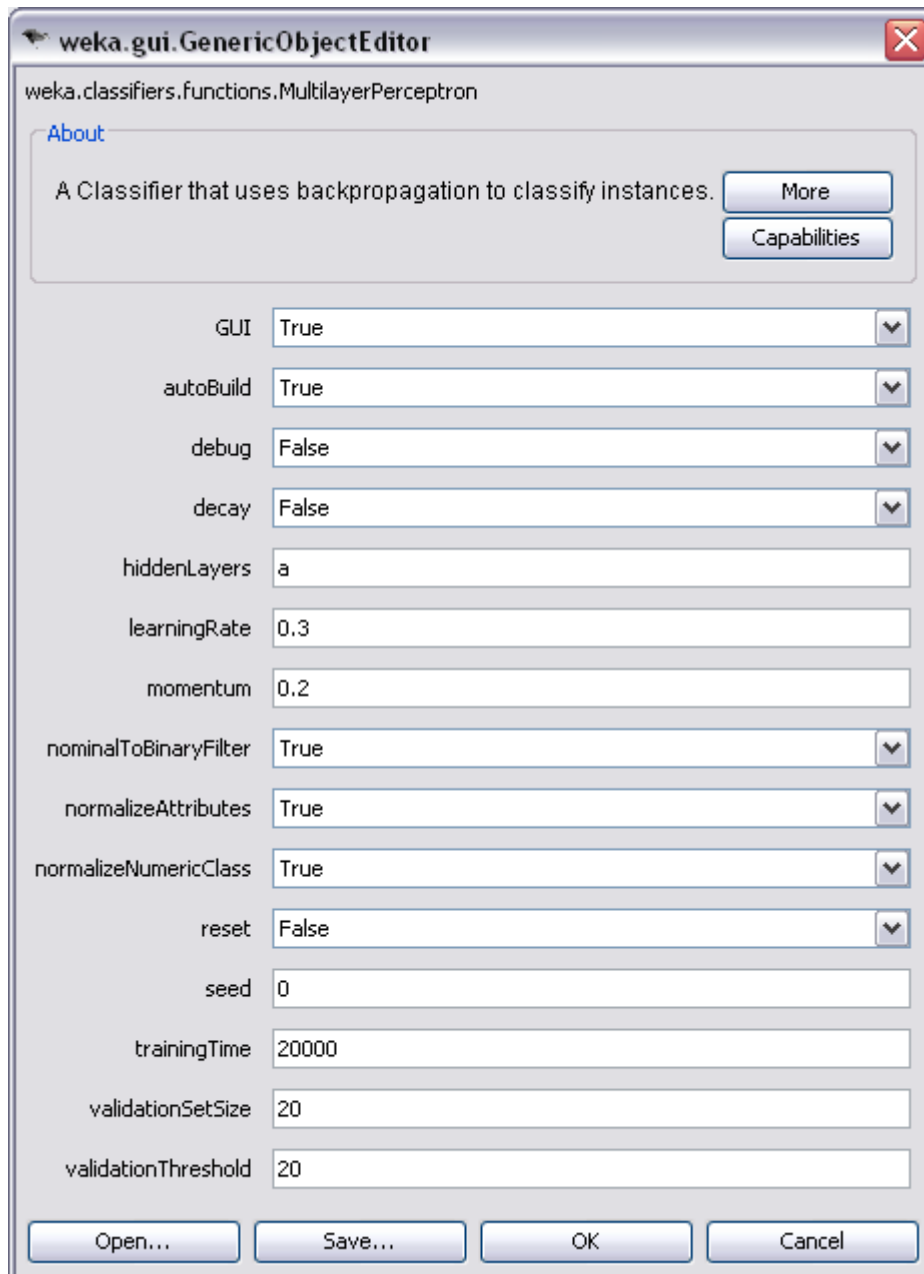 weka.gui.GenericObjectEditor
weka.classifiers.functions.MultilayerPerceptron
About
A Classifier that uses backpropagation to classify instances.
More
Capabilities
GUI True
autoBuild True
debug False
decay False
hiddenLayers a
learningRate 0.3
momentum 0.2
nominalToBinaryFilter True
normalizeAttributes True
normalizeNumericClass True
reset False
seed 0
trainingTime 20000
validationSetSize 20
validationThreshold 20
Open... Save... OK Cancel